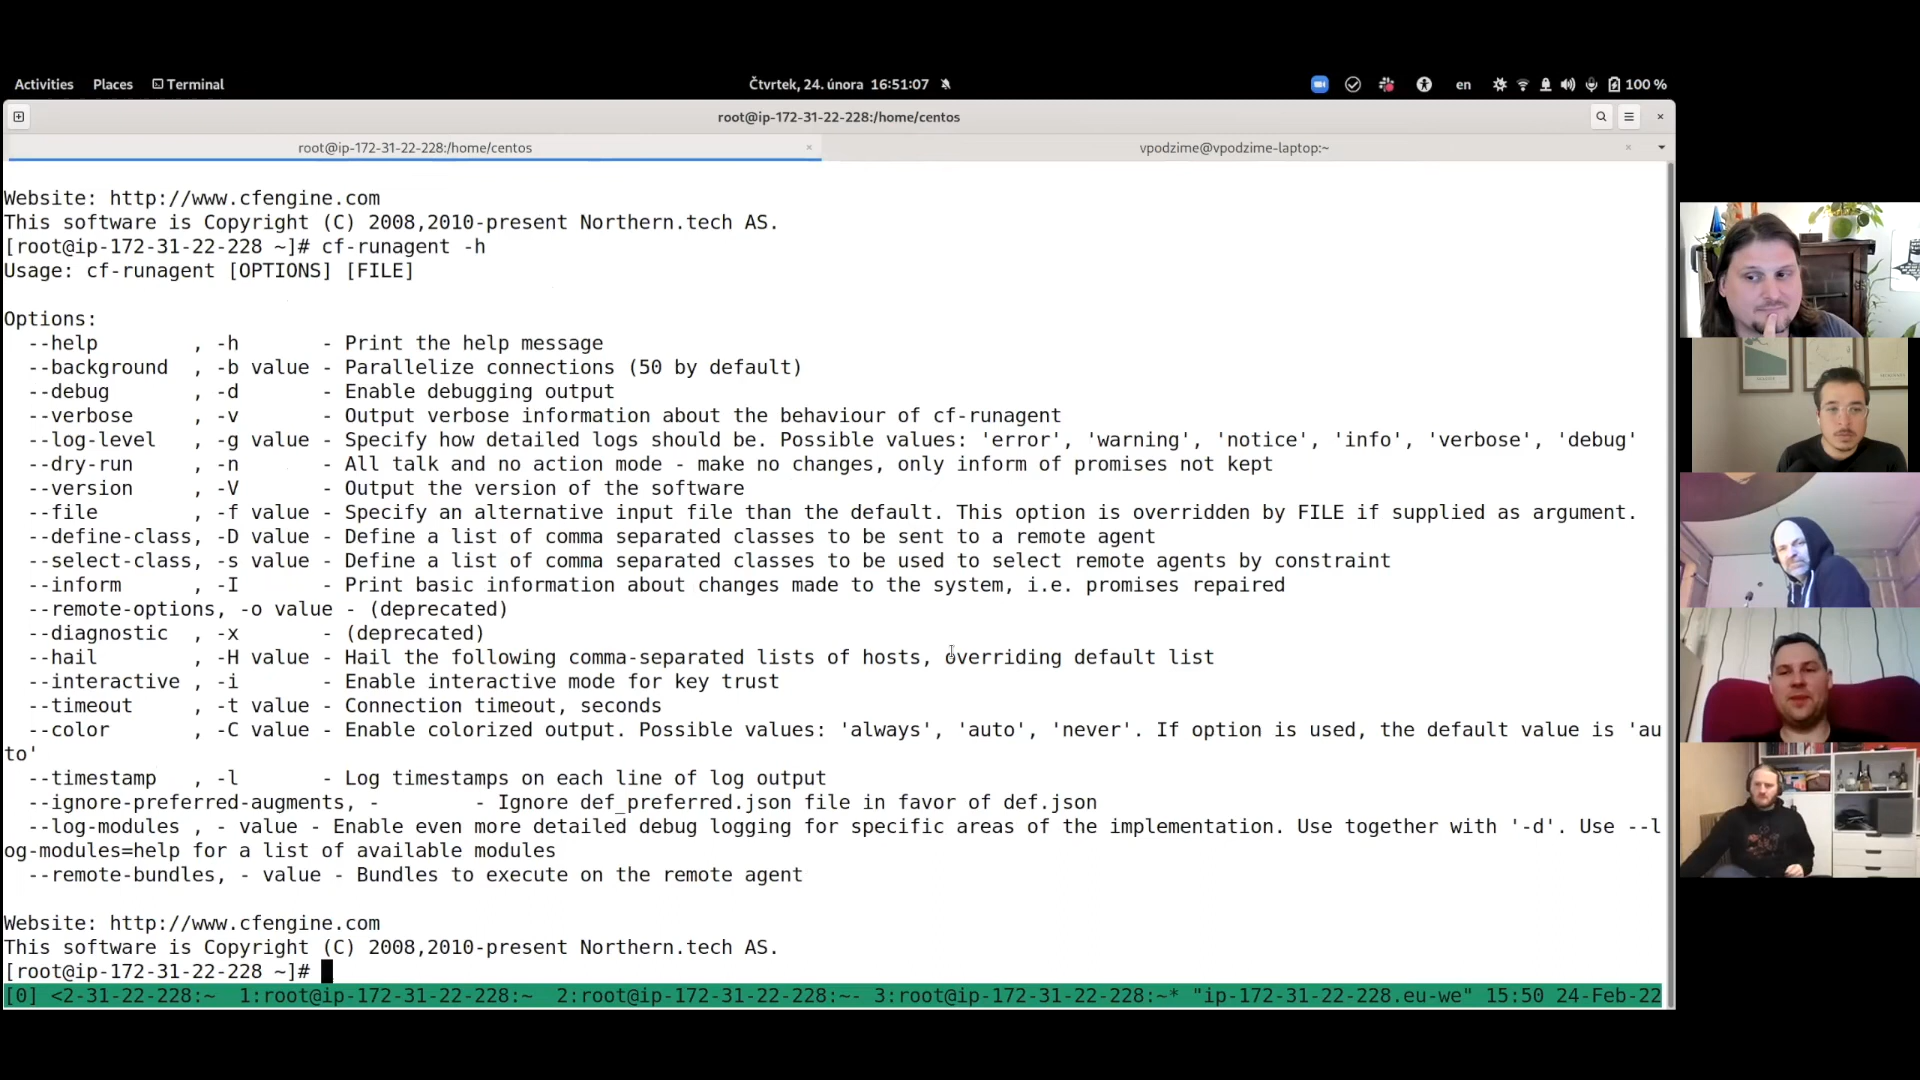 Activities Places Terminal Čtvrtek, 24. února 16:51:07 en 100 %
root@ip-172-31-22-228:/home/centos
root@ip-172-31-22-228:/home/centos vpodzime@vpodzime-laptop:~
Website: http://www.cfengine.com
This software is Copyright (C) 2008,2010-present Northern.tech AS.
[root@ip-172-31-22-228 ~]# cf-runagent -h
Usage: cf-runagent [OPTIONS] [FILE]
Options:
--help , -h - Print the help message
--background , -b value - Parallelize connections (50 by default)
--debug , -d - Enable debugging output
--verbose , -v - Output verbose information about the behaviour of cf-runagent
--log-level , -g value - Specify how detailed logs should be. Possible values: 'error', 'warning', 'notice', 'info', 'verbose', 'debug'
--dry-run , -n - All talk and no action mode - make no changes, only inform of promises not kept
--version , -V - Output the version of the software
--file , -f value - Specify an alternative input file than the default. This option is overridden by FILE if supplied as argument.
--define-class, -D value - Define a list of comma separated classes to be sent to a remote agent
--select-class, -s value - Define a list of comma separated classes to be used to select remote agents by constraint
--inform , -I - Print basic information about changes made to the system, i.e. promises repaired
--remote-options, -o value - (deprecated)
--diagnostic , -x - (deprecated)
--hail , -H value - Hail the following comma-separated lists of hosts, overriding default list
--interactive , -i - Enable interactive mode for key trust
--timeout , -t value - Connection timeout, seconds
--color , -C value - Enable colorized output. Possible values: 'always', 'auto', 'never'. If option is used, the default value is 'au
to'
--timestamp , -l - Log timestamps on each line of log output
--ignore-preferred-augments, - - Ignore def_preferred.json file in favor of def.json
--log-modules , - value - Enable even more detailed debug logging for specific areas of the implementation. Use together with '-d'. Use --l
og-modules=help for a list of available modules
--remote-bundles, - value - Bundles to execute on the remote agent
Website: http://www.cfengine.com
This software is Copyright (C) 2008,2010-present Northern.tech AS.
[root@ip-172-31-22-228 ~]#
[0] <2-31-22-228:~ 1:root@ip-172-31-22-228:~ 2:root@ip-172-31-22-228:~- 3:root@ip-172-31-22-228:~* "ip-172-31-22-228.eu-we" 15:50 24-Feb-22